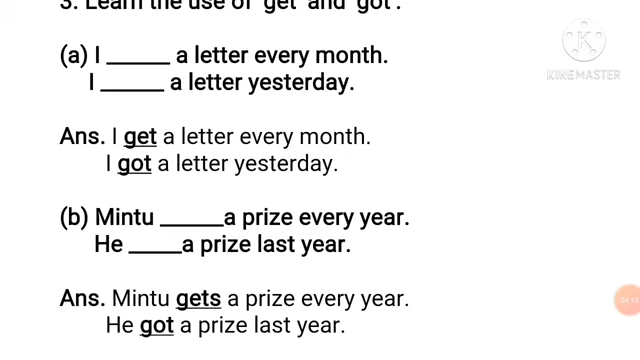 3. Learn the use of 'get' and 'got'.
(a) I ______ a letter every month.
I ______ a letter yesterday.
Ans. I get a letter every month.
I got a letter yesterday.
(b) Mintu ______a prize every year.
He _____a prize last year.
Ans. Mintu gets a prize every year.
He got a prize last year.
KINEMASTER